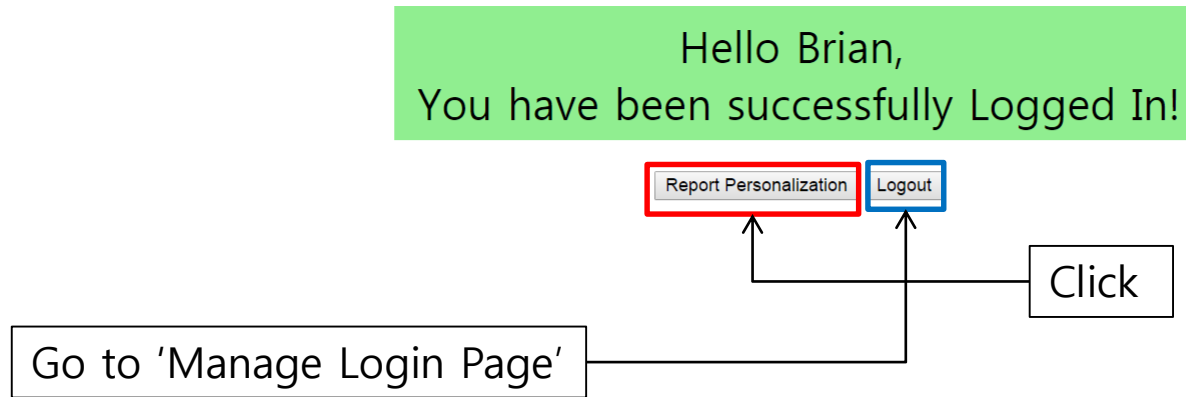 Hello Brian,
You have been successfully Logged In!
Report Personalization Logout
Click
Go to ‘Manage Login Page’